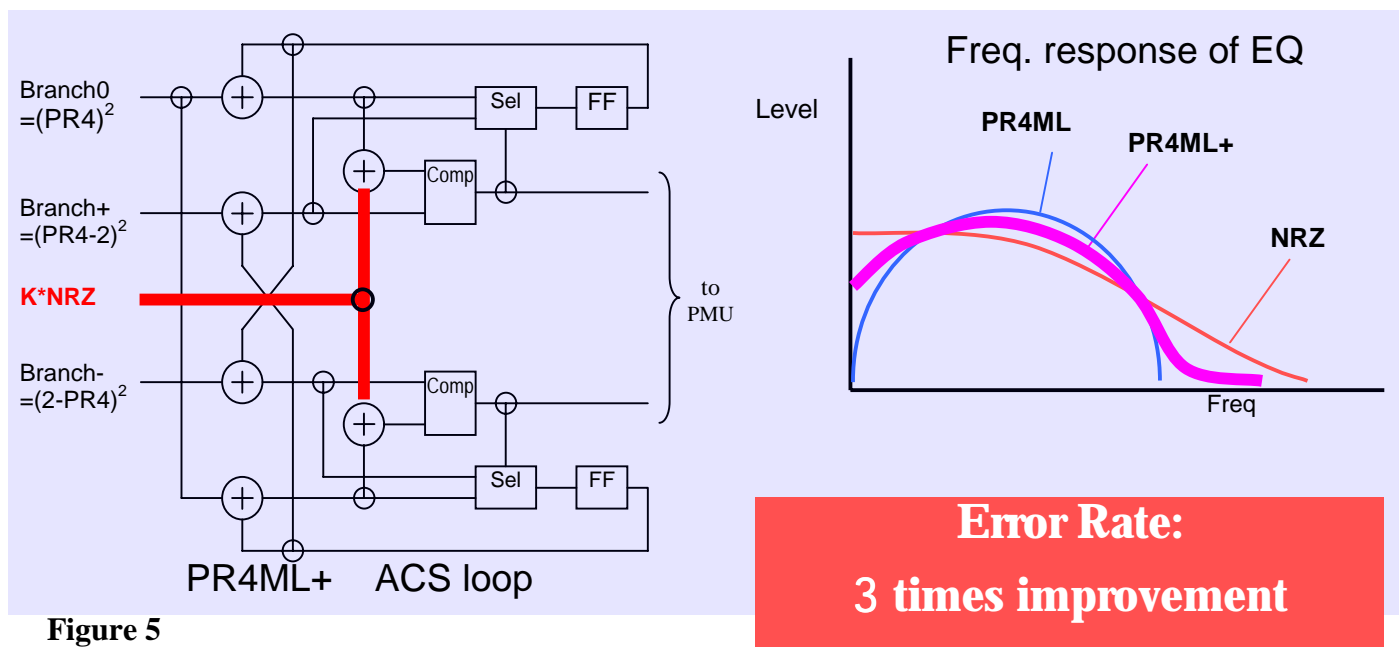 Branch0
=(PR4)²
Branch+
=(PR4-2)²
K*NRZ
Branch-
=(2-PR4)²
+
+
+
+
+
+
Sel
FF
Comp
Comp
Sel
FF
to
PMU
PR4ML+ ACS loop
Freq. response of EQ
Level
PR4ML
PR4ML+
NRZ
Freq
Error Rate:
3 times improvement
Figure 5